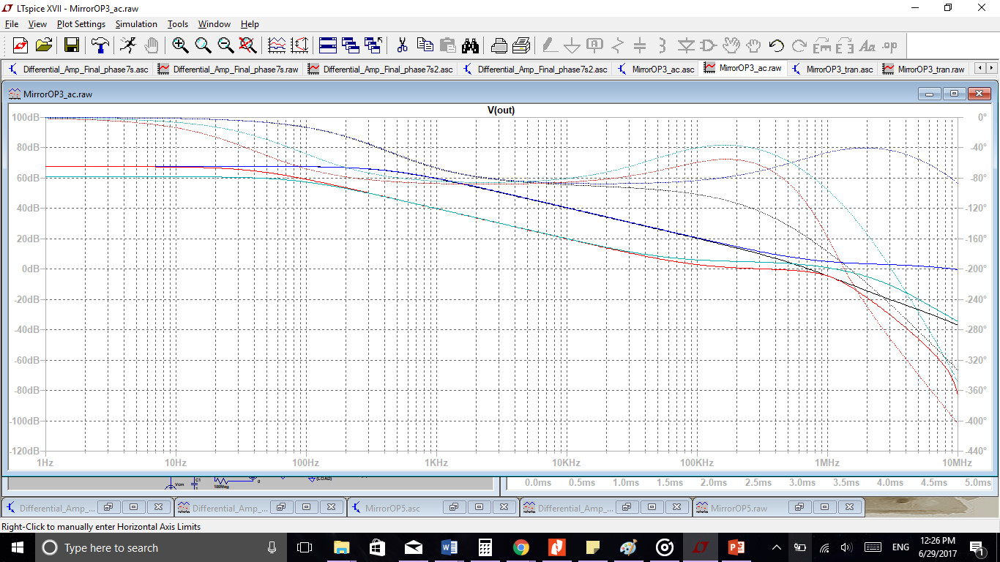 LTspice XVII - MirrorOP3_ac.raw
File View Plot Settings Simulation Tools Window Help
Differential_Amp_Final_phase7s.asc Differential_Amp_Final_phase7s.raw Differential_Amp_Final_phase7s2.asc Differential_Amp_Final_phase7s2.asc MirrorOP3_ac.asc MirrorOP3_ac.raw MirrorOP3_tran.asc MirrorOP3_tran.raw
MirrorOP3_ac.raw
V(out)
100dB 0°
80dB -40°
60dB -80°
40dB -120°
20dB -160°
0dB -200°
-20dB -240°
-40dB -280°
-60dB -320°
-80dB -360°
-100dB -400°
-120dB -440°
1Hz 10Hz 100Hz 1KHz 10KHz 100KHz 1MHz 10MHz
Vcm C1 100Meg (LOAD) 0.0ms 0.5ms 1.0ms 1.5ms 2.0ms 2.5ms 3.0ms 3.5ms 4.0ms 4.5ms 5.0ms
Differential_Amp_... Differential_Amp_... MirrorOP5.asc Differential_Amp_... MirrorOP5.raw
Right-Click to manually enter Horizontal Axis Limits
Type here to search ENG 12:26 PM
6/29/2017 1